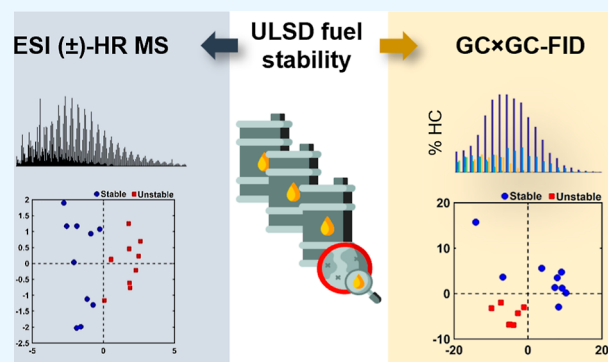 ESI (±)-HR MS
ULSD fuel
stability
GC×GC-FID
% HC
Stable Unstable
2
1.5
1
0.5
0
-0.5
-1
-1.5
-2
-2.5
-5 0 5
Stable Unstable
20
10
0
-10
-20 0 20